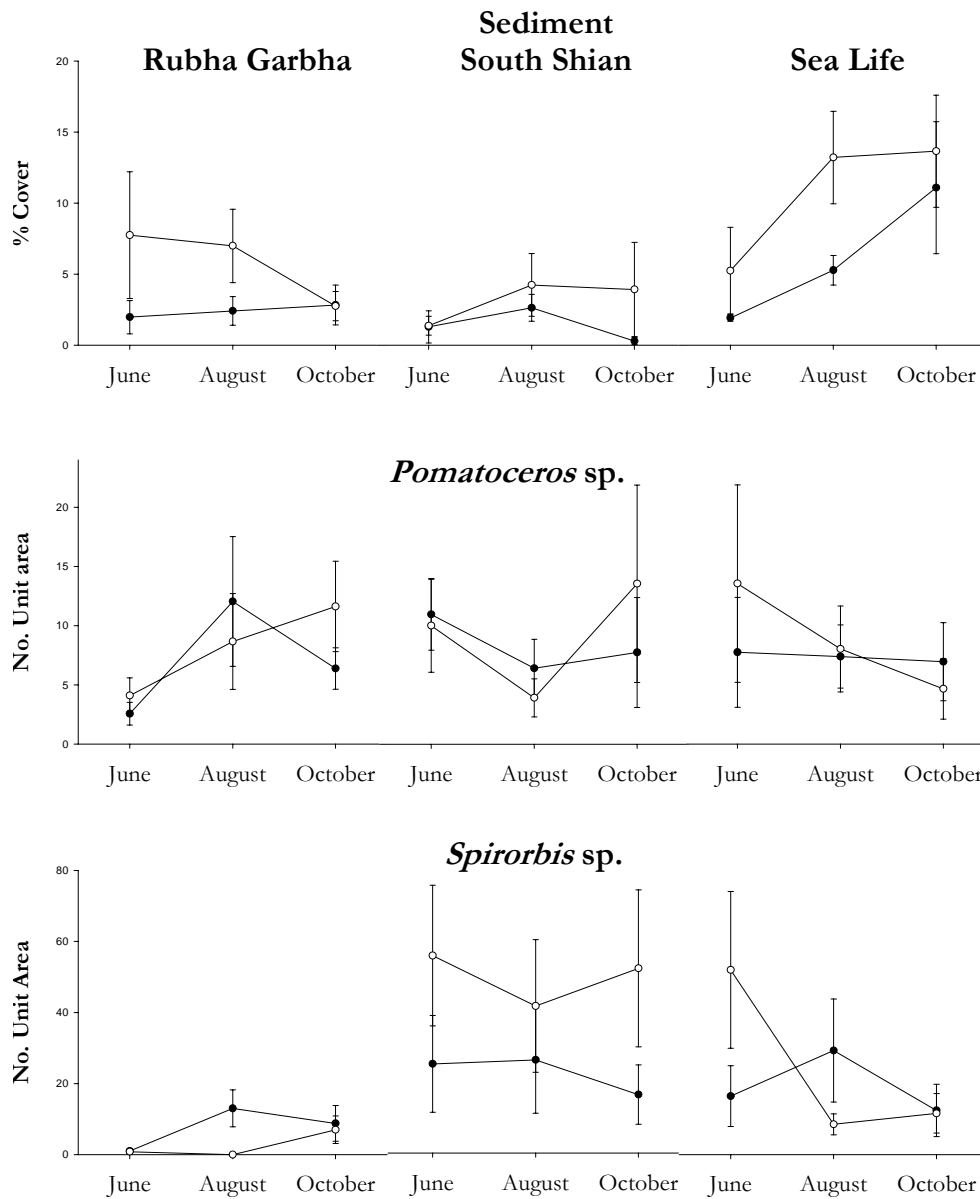 Sediment
Rubha Garbha South Shian Sea Life
20
15
10
5
0
% Cover
June August October June August October June August October
Pomatoceros sp.
20
15
10
5
0
No. Unit area
June August October June August October June August October
Spirorbis sp.
80
60
40
20
0
No. Unit Area
June August October June August October June August October